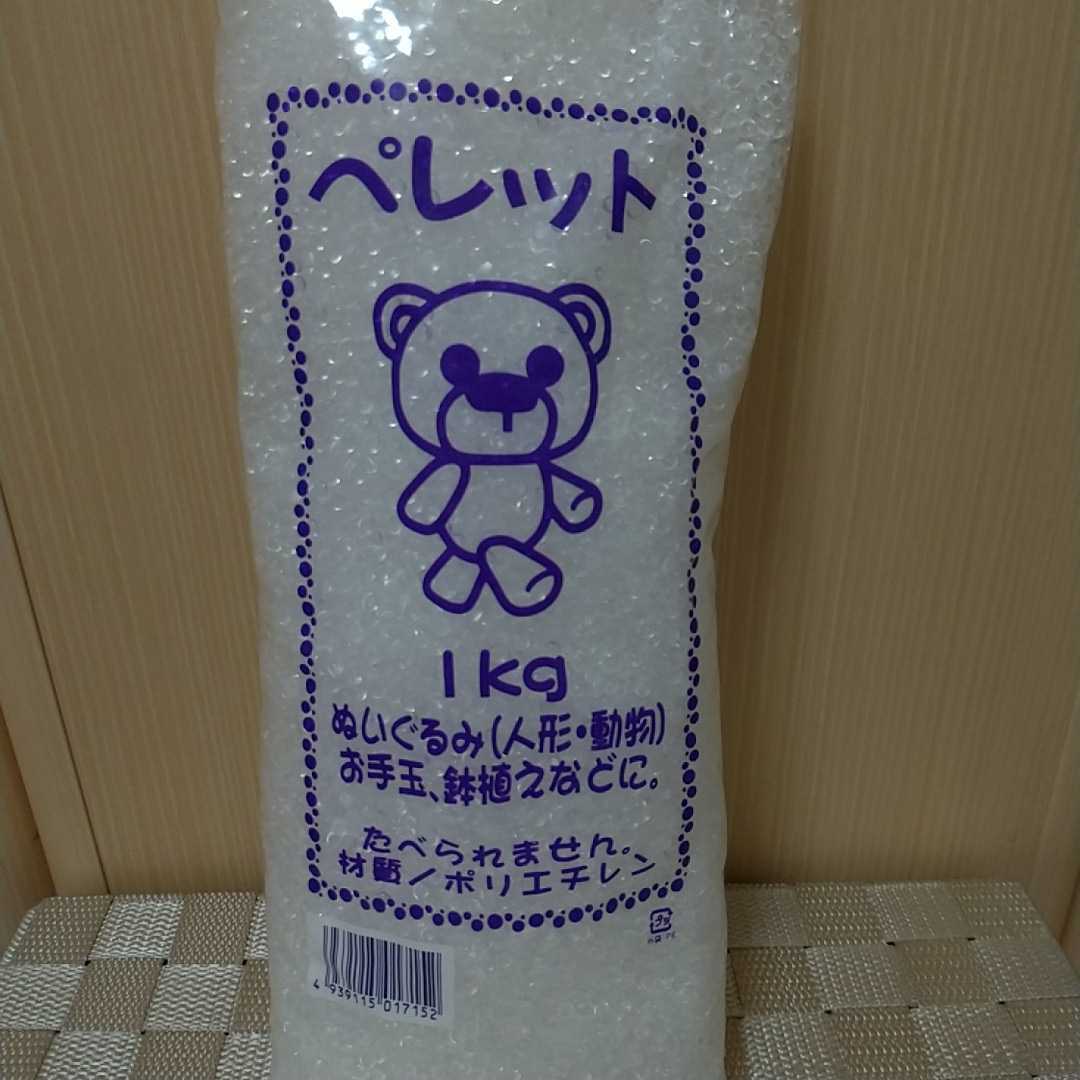 ペレット
1kg
ぬいぐるみ(人形・動物)
お手玉、鉢植えなどに。
たべられません。
材質/ポリエチレン
プラ
4 939115 017152